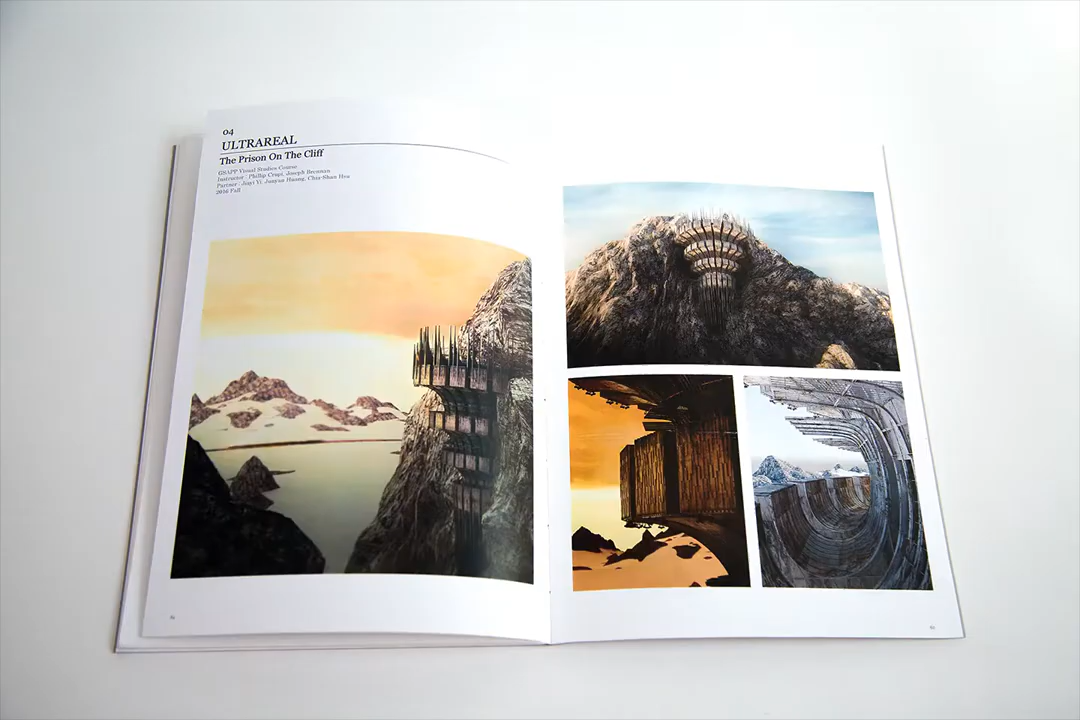 04
ULTRAREAL
The Prison On The Cliff
GSAPP Visual Studies Course
Instructor : Phillip Crupi, Joseph Brennan
Partner : Jiayi Yi, Junyan Huang, Chia-Shan Hsu
2016 Fall